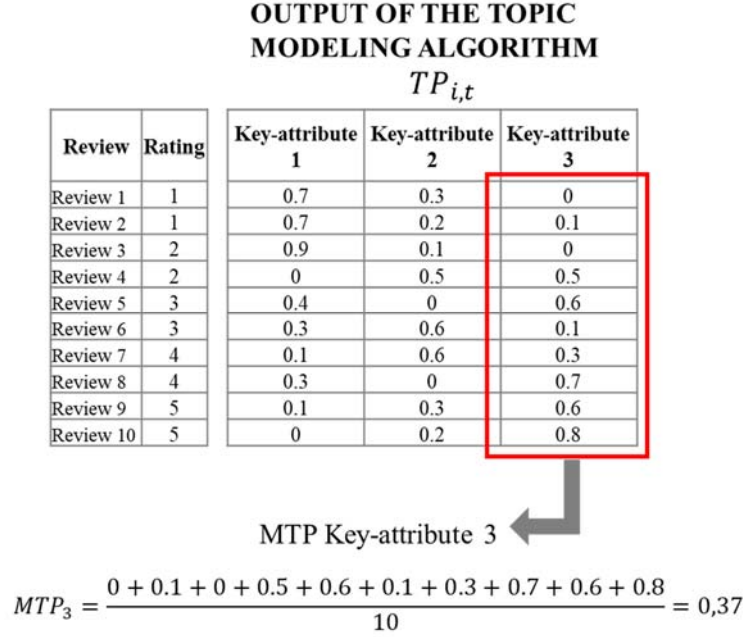 OUTPUT OF THE TOPIC
MODELING ALGORITHM
TP_{i,t}
Review Rating Key-attribute 1 Key-attribute 2 Key-attribute 3
Review 1 1 0.7 0.3 0
Review 2 1 0.7 0.2 0.1
Review 3 2 0.9 0.1 0
Review 4 2 0 0.5 0.5
Review 5 3 0.4 0 0.6
Review 6 3 0.3 0.6 0.1
Review 7 4 0.1 0.6 0.3
Review 8 4 0.3 0 0.7
Review 9 5 0.1 0.3 0.6
Review 10 5 0 0.2 0.8
MTP Key-attribute 3
MTP_3 = \frac{0 + 0.1 + 0 + 0.5 + 0.6 + 0.1 + 0.3 + 0.7 + 0.6 + 0.8}{10} = 0,37